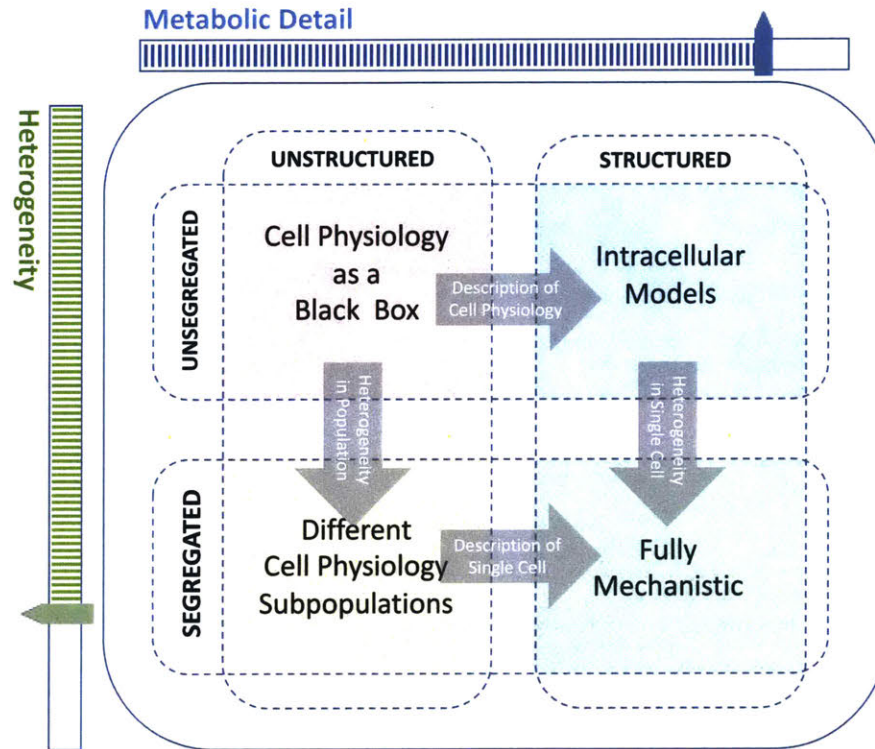 Metabolic Detail
Heterogeneity
UNSTRUCTURED
STRUCTURED
UNSEGREGATED
Cell Physiology
as a
Black Box
Description of
Cell Physiology
Intracellular
Models
Heterogeneity
in Population
Heterogeneity
in Single Cell
SEGREGATED
Different
Cell Physiology
Subpopulations
Description of
Single Cell
Fully
Mechanistic